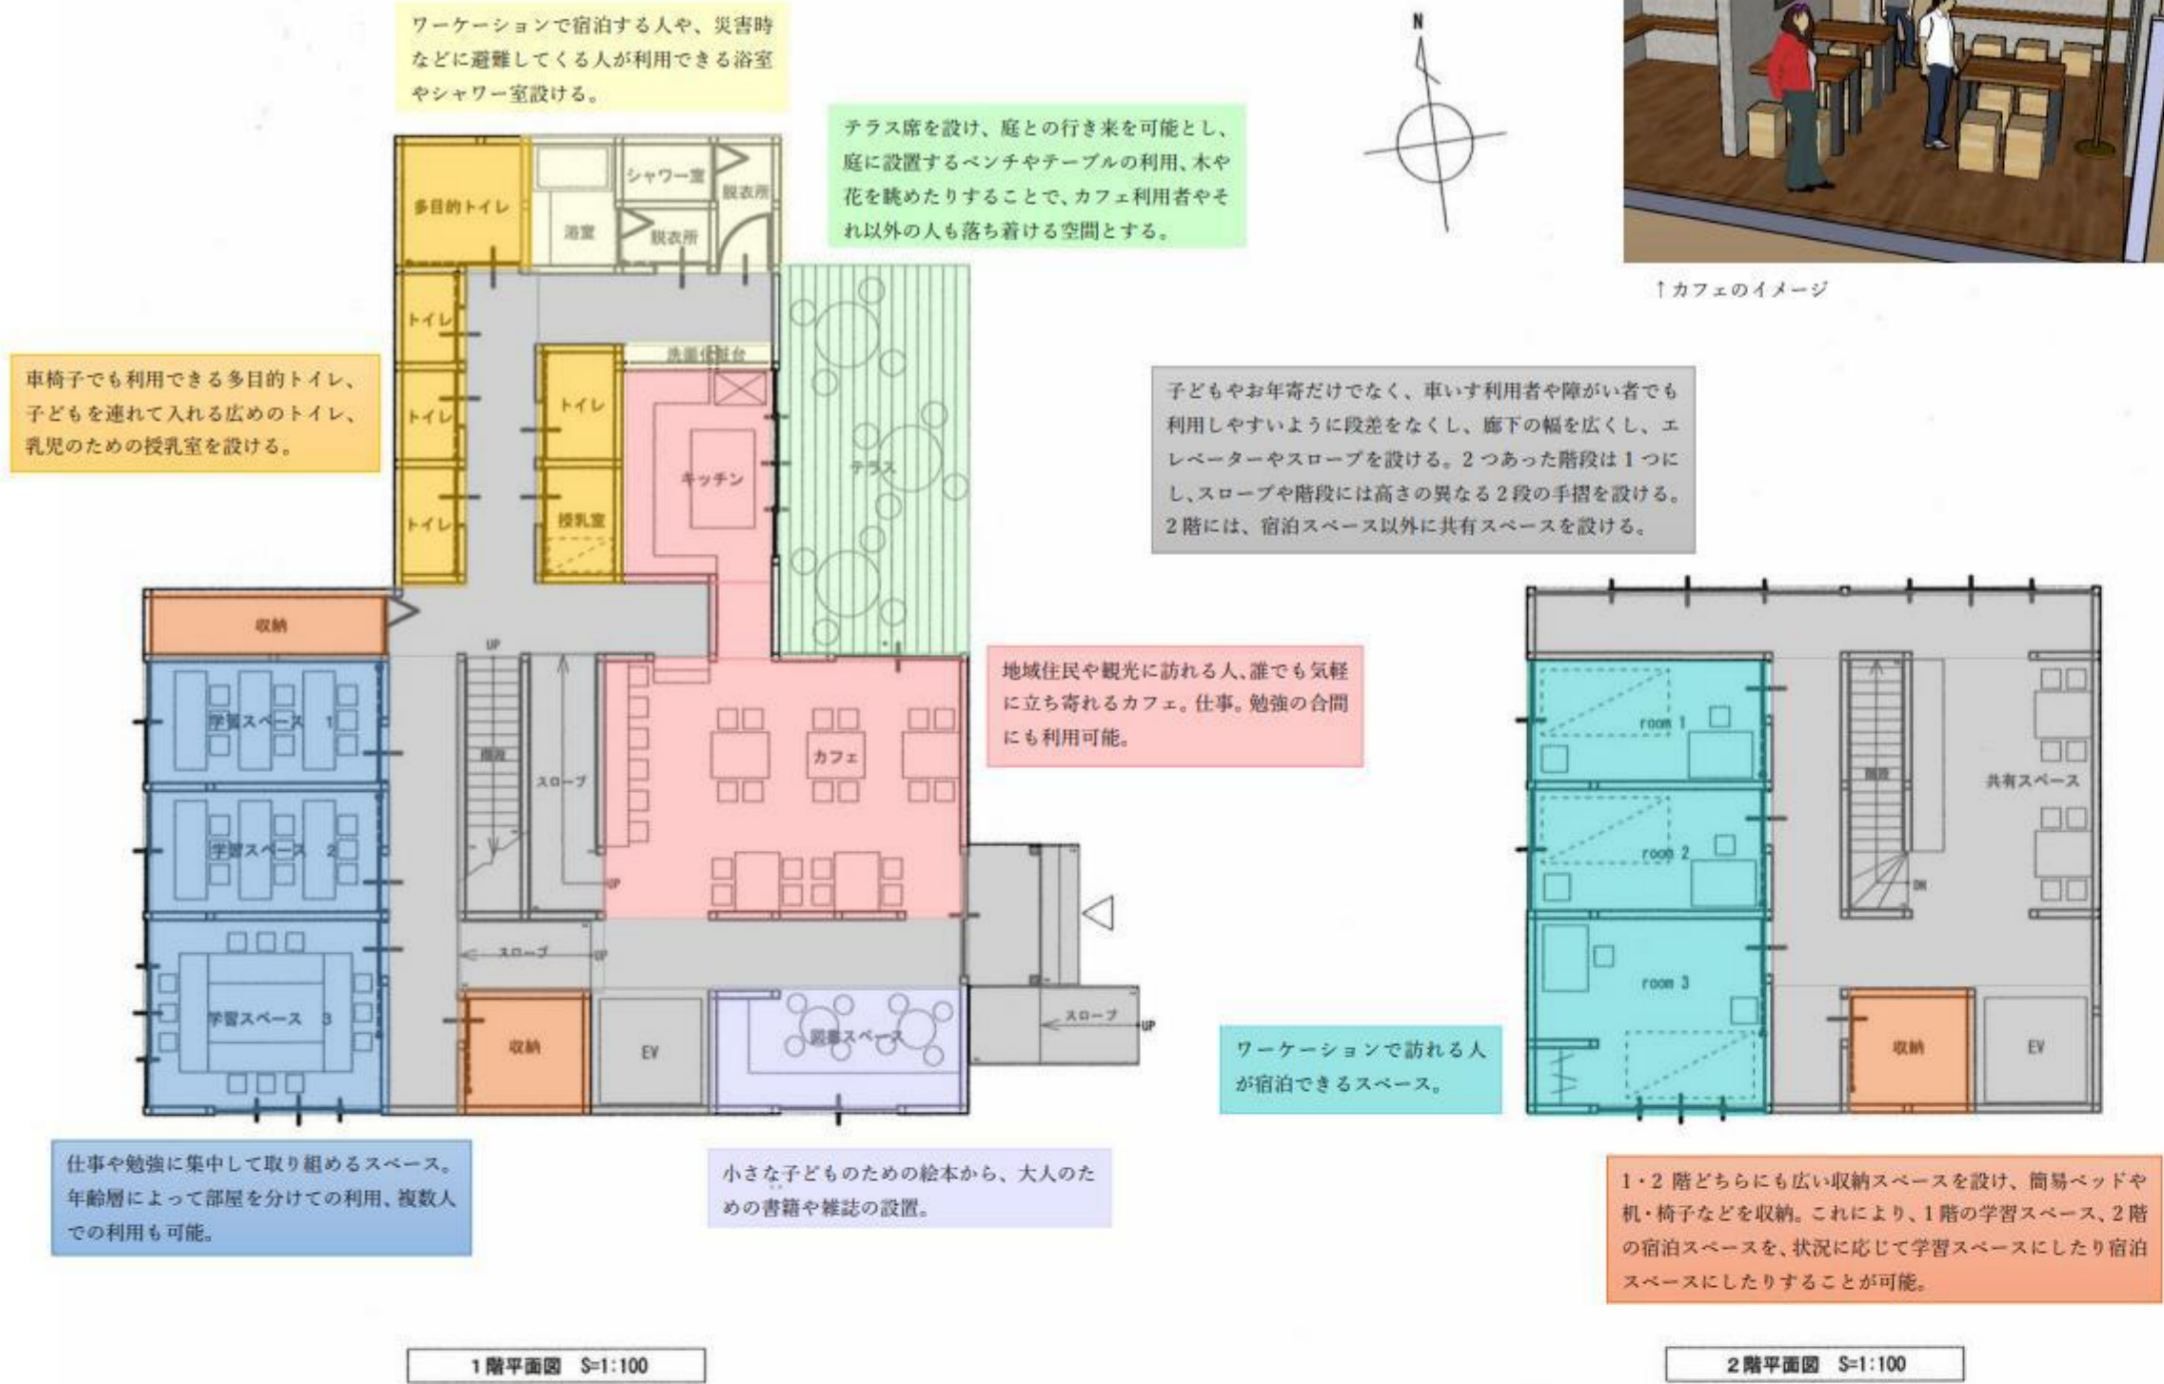 ワーケーションで宿泊する人や、災害時
などに避難してくる人が利用できる浴室
やシャワー室設ける。
テラス席を設け、庭との行き来を可能とし、
庭に設置するベンチやテーブルの利用、木や
花を眺めたりすることで、カフェ利用者やそ
れ以外の人も落ち着ける空間とする。
N
↑カフェのイメージ
多目的トイレ
浴室
シャワー室
脱衣所
脱衣所
トイレ
洗面化粧台
トイレ
トイレ
キッチン
テラス
トイレ
授乳室
車椅子でも利用できる多目的トイレ、
子どもを連れて入れる広めのトイレ、
乳児のための授乳室を設ける。
子どもやお年寄だけでなく、車いす利用者や障がい者でも
利用しやすいように段差をなくし、廊下の幅を広くし、エ
レベーターやスロープを設ける。2つあった階段は1つに
し、スロープや階段には高さの異なる2段の手摺を設ける。
2階には、宿泊スペース以外に共有スペースを設ける。
収納
UP
学習スペース 1
階段
スロープ
カフェ
学習スペース 2
UP
スロープ
UP
学習スペース 3
収納
EV
図書スペース
スロープ
UP
地域住民や観光に訪れる人、誰でも気軽
に立ち寄れるカフェ。仕事。勉強の合間
にも利用可能。
room 1
階段
共有スペース
room 2
DN
room 3
収納
EV
ワーケーションで訪れる人
が宿泊できるスペース。
仕事や勉強に集中して取り組めるスペース。
年齢層によって部屋を分けての利用、複数人
での利用も可能。
小さな子どものための絵本から、大人のた
めの書籍や雑誌の設置。
1・2 階どちらにも広い収納スペースを設け、簡易ベッドや
机・椅子などを収納。これにより、1階の学習スペース、2階
の宿泊スペースを、状況に応じて学習スペースにしたり宿泊
スペースにしたりすることが可能。
1階平面図 S=1:100
2階平面図 S=1:100